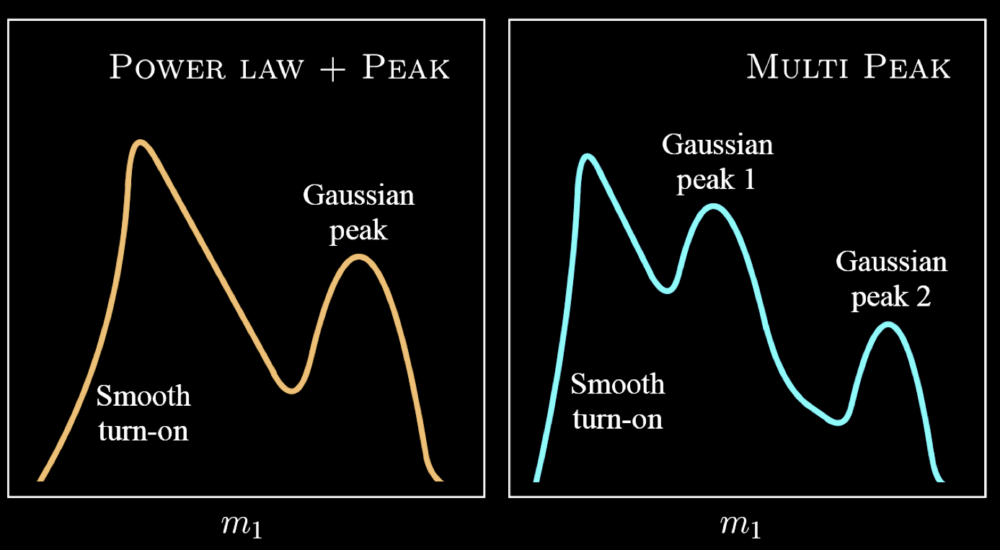 POWER LAW + PEAK
Gaussian
peak
Smooth
turn-on
m₁
MULTI PEAK
Gaussian
peak 1
Gaussian
peak 2
Smooth
turn-on
m₁